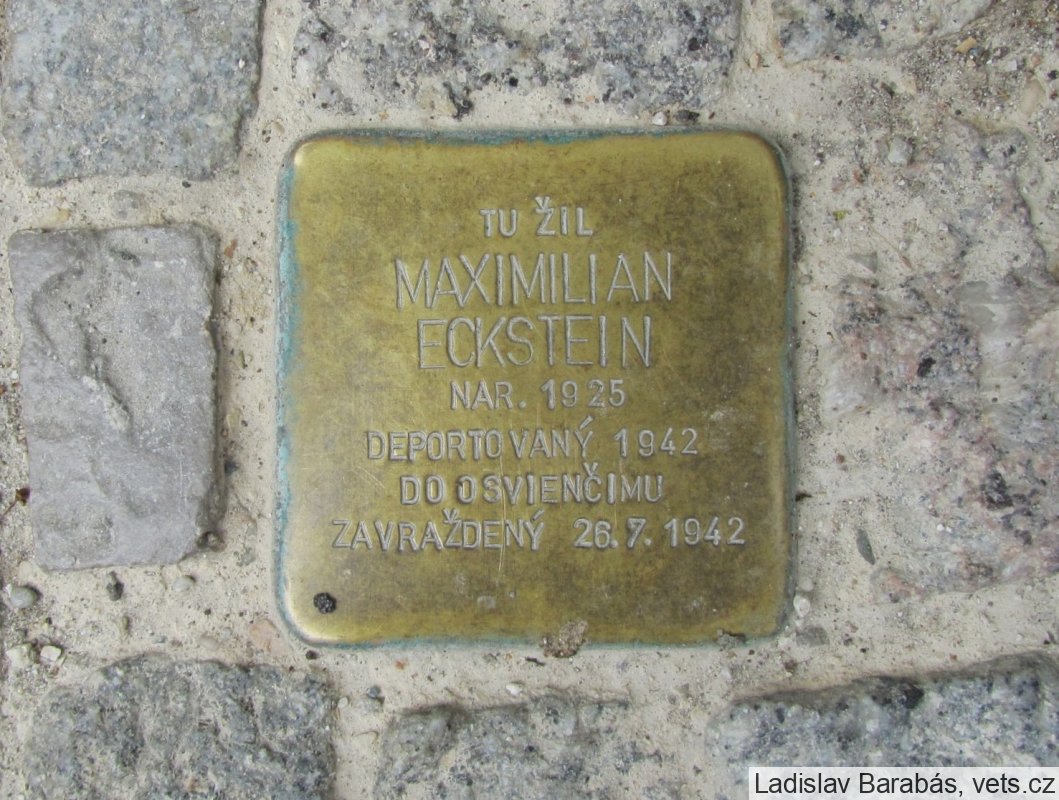 TU ŽIL
MAXIMILIAN
ECKSTEIN
NAR. 1925
DEPORTOVANÝ 1942
DO OSVIENČIMU
ZAVRAŽDENÝ 26.7.1942
Ladislav Barabás, vets.cz